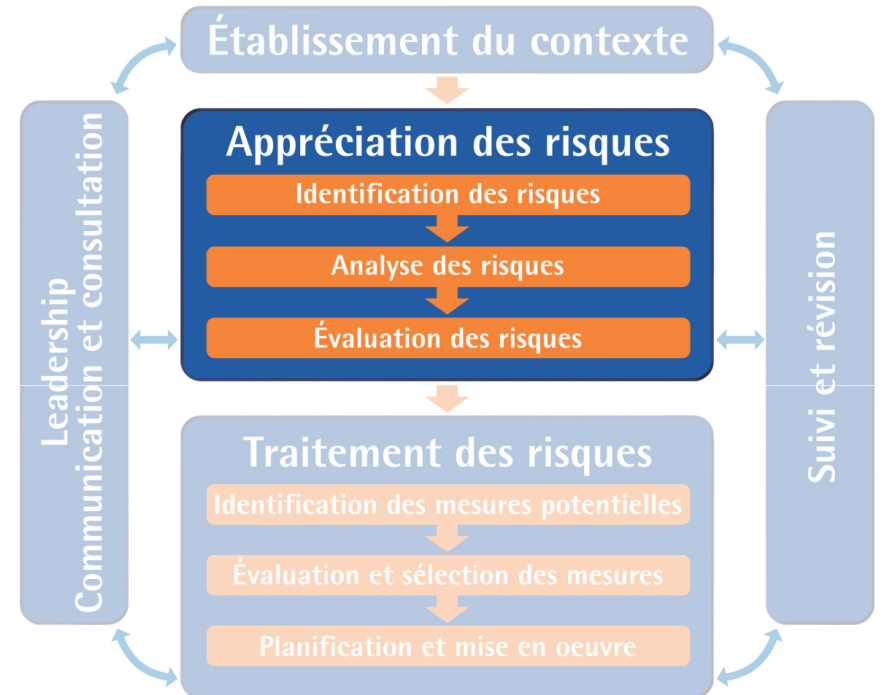 Établissement du contexte
Leadership
Communication et consultation
Appréciation des risques
Identification des risques
Analyse des risques
Évaluation des risques
Traitement des risques
Identification des mesures potentielles
Évaluation et sélection des mesures
Planification et mise en oeuvre
Suivi et révision